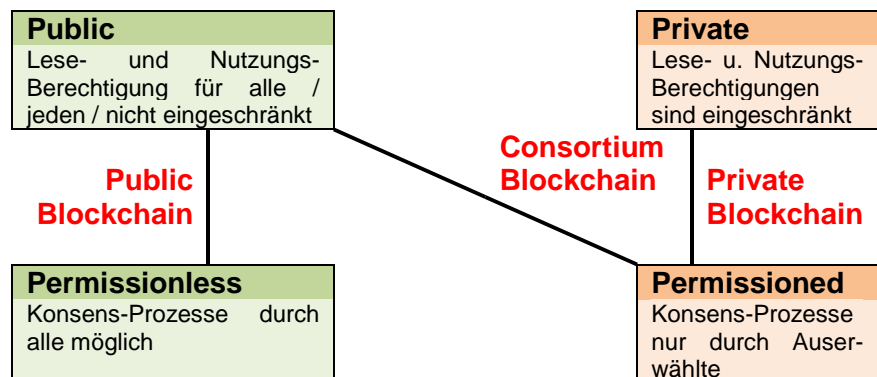 Public
Lese- und Nutzungs-
Berechtigung für alle /
jeden / nicht eingeschränkt
Private
Lese- u. Nutzungs-
Berechtigungen
sind eingeschränkt
Public
Blockchain
Consortium
Blockchain
Private
Blockchain
Permissionless
Konsens-Prozesse durch
alle möglich
Permissioned
Konsens-Prozesse
nur durch Auser-
wählte